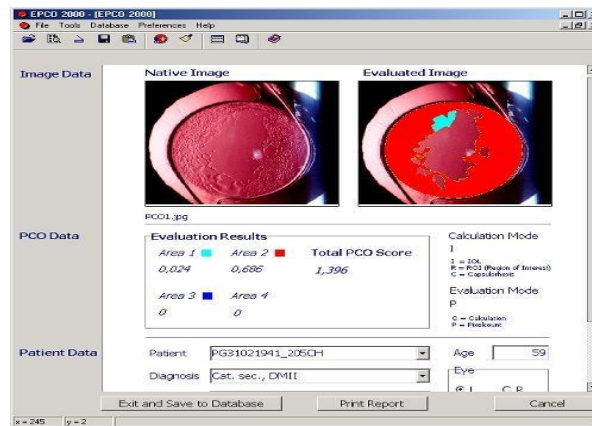 EPCO 2000 - [EPCO 2000]
File Tools Database Preferences Help
Image Data
Native Image
Evaluated Image
PCO1.jpg
PCO Data
Evaluation Results
Area 1 Area 2 Total PCO Score
0,024 0,686 1,396
Area 3 Area 4
0 0
Calculation Mode
I
I = IOL
R = ROI (Region of Interest)
C = Capsulorhexis
Evaluation Mode
P
C = Calculation
P = Pixelcount
Patient Data
Patient PG31021941_205CH Age 59
Diagnosis Cat. sec., DMII Eye
L C R
Exit and Save to Database Print Report Cancel
x = 245 y = 2